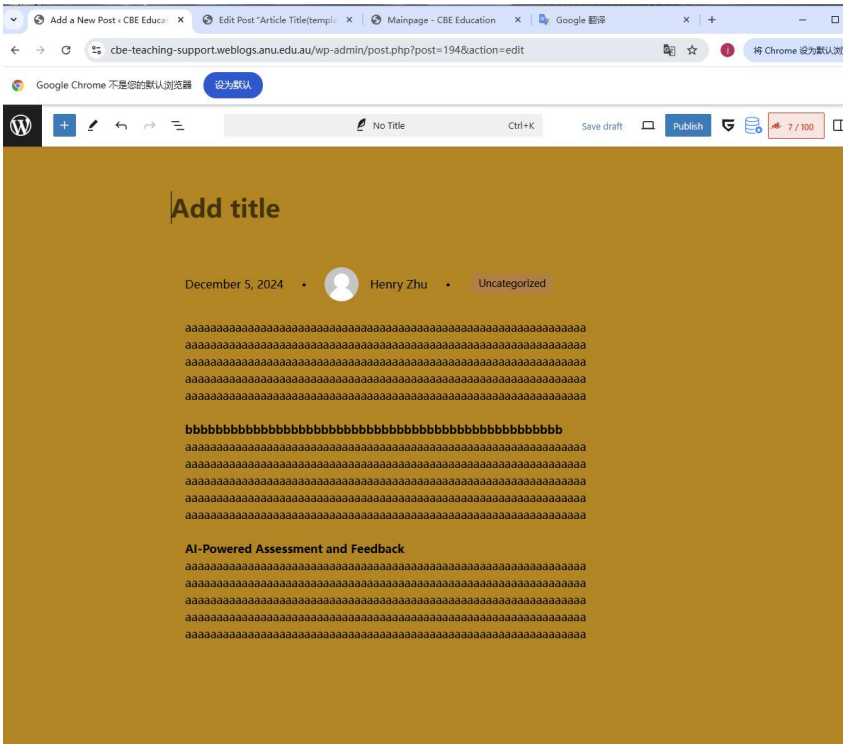 Add a New Post ‹ CBE Educa
Edit Post "Article Title(templa
Mainpage - CBE Education
Google 翻译
cbe-teaching-support.weblogs.anu.edu.au/wp-admin/post.php?post=194&action=edit
J
将 Chrome 设为默认浏
Google Chrome 不是您的默认浏览器
设为默认
No Title
Ctrl+K
Save draft
Publish
7 / 100
Add title
December 5, 2024 • Henry Zhu • Uncategorized
aaaaaaaaaaaaaaaaaaaaaaaaaaaaaaaaaaaaaaaaaaaaaaaaaaaaaaaaaaaaaaaa
aaaaaaaaaaaaaaaaaaaaaaaaaaaaaaaaaaaaaaaaaaaaaaaaaaaaaaaaaaaaaaaa
aaaaaaaaaaaaaaaaaaaaaaaaaaaaaaaaaaaaaaaaaaaaaaaaaaaaaaaaaaaaaaaa
aaaaaaaaaaaaaaaaaaaaaaaaaaaaaaaaaaaaaaaaaaaaaaaaaaaaaaaaaaaaaaaa
aaaaaaaaaaaaaaaaaaaaaaaaaaaaaaaaaaaaaaaaaaaaaaaaaaaaaaaaaaaaaaaa
bbbbbbbbbbbbbbbbbbbbbbbbbbbbbbbbbbbbbbbbbbbbbbbbbb
aaaaaaaaaaaaaaaaaaaaaaaaaaaaaaaaaaaaaaaaaaaaaaaaaaaaaaaaaaaaaaaa
aaaaaaaaaaaaaaaaaaaaaaaaaaaaaaaaaaaaaaaaaaaaaaaaaaaaaaaaaaaaaaaa
aaaaaaaaaaaaaaaaaaaaaaaaaaaaaaaaaaaaaaaaaaaaaaaaaaaaaaaaaaaaaaaa
aaaaaaaaaaaaaaaaaaaaaaaaaaaaaaaaaaaaaaaaaaaaaaaaaaaaaaaaaaaaaaaa
aaaaaaaaaaaaaaaaaaaaaaaaaaaaaaaaaaaaaaaaaaaaaaaaaaaaaaaaaaaaaaaa
AI-Powered Assessment and Feedback
aaaaaaaaaaaaaaaaaaaaaaaaaaaaaaaaaaaaaaaaaaaaaaaaaaaaaaaaaaaaaaaa
aaaaaaaaaaaaaaaaaaaaaaaaaaaaaaaaaaaaaaaaaaaaaaaaaaaaaaaaaaaaaaaa
aaaaaaaaaaaaaaaaaaaaaaaaaaaaaaaaaaaaaaaaaaaaaaaaaaaaaaaaaaaaaaaa
aaaaaaaaaaaaaaaaaaaaaaaaaaaaaaaaaaaaaaaaaaaaaaaaaaaaaaaaaaaaaaaa
aaaaaaaaaaaaaaaaaaaaaaaaaaaaaaaaaaaaaaaaaaaaaaaaaaaaaaaaaaaaaaaa